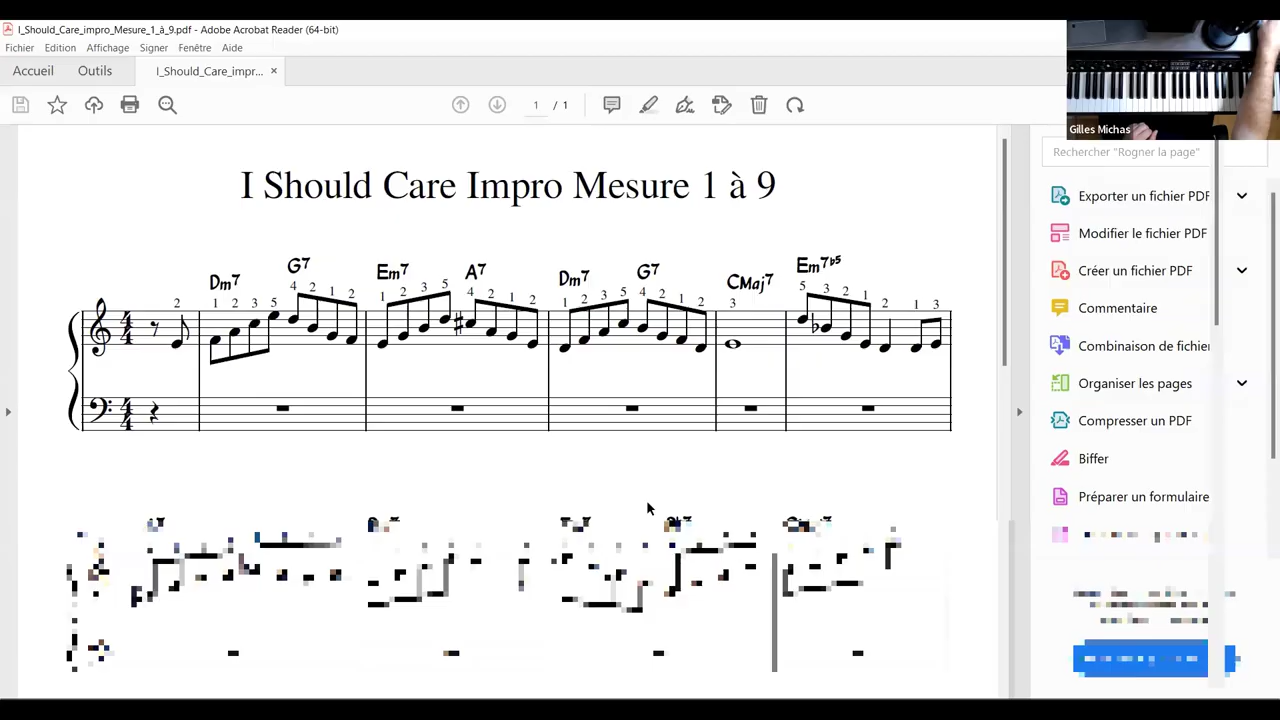 I_Should_Care_impro_Mesure_1_à_9.pdf - Adobe Acrobat Reader (64-bit)
Fichier Edition Affichage Signer Fenêtre Aide
Accueil Outils I_Should_Care_impr... ×
1 / 1
Gilles Michas
Rechercher "Rogner la page"
I Should Care Impro Mesure 1 à 9
Exporter un fichier PDF
Modifier le fichier PDF
Créer un fichier PDF
Commentaire
Combinaison de fichier
Organiser les pages
Compresser un PDF
Biffer
Préparer un formulaire
Dm7 G7 Em7 A7 Dm7 G7 CMaj7 Em7b5
2 1 2 3 5 4 2 1 2 1 2 3 5 4 2 1 2 1 2 3 5 4 2 1 2 3 5 3 2 1 2 1 3
4/4
4/4